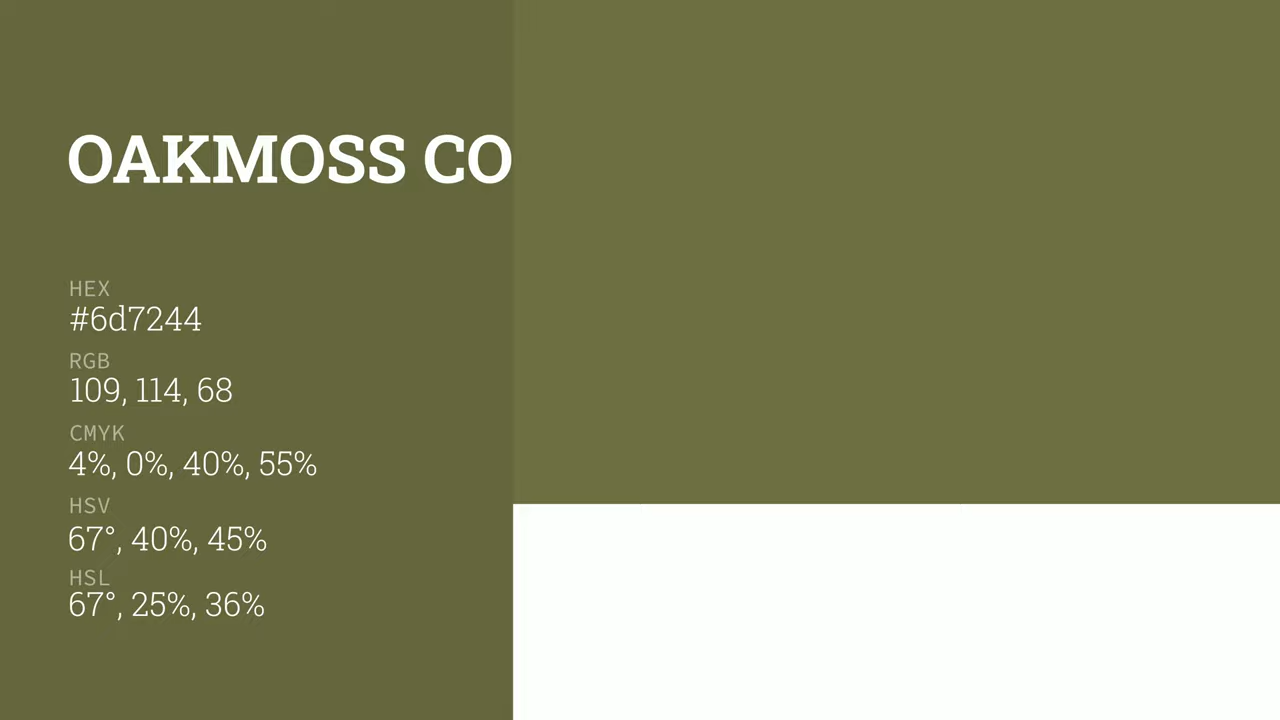 OAKMOSS CO
HEX
#6d7244
RGB
109, 114, 68
CMYK
4%, 0%, 40%, 55%
HSV
67°, 40%, 45%
HSL
67°, 25%, 36%